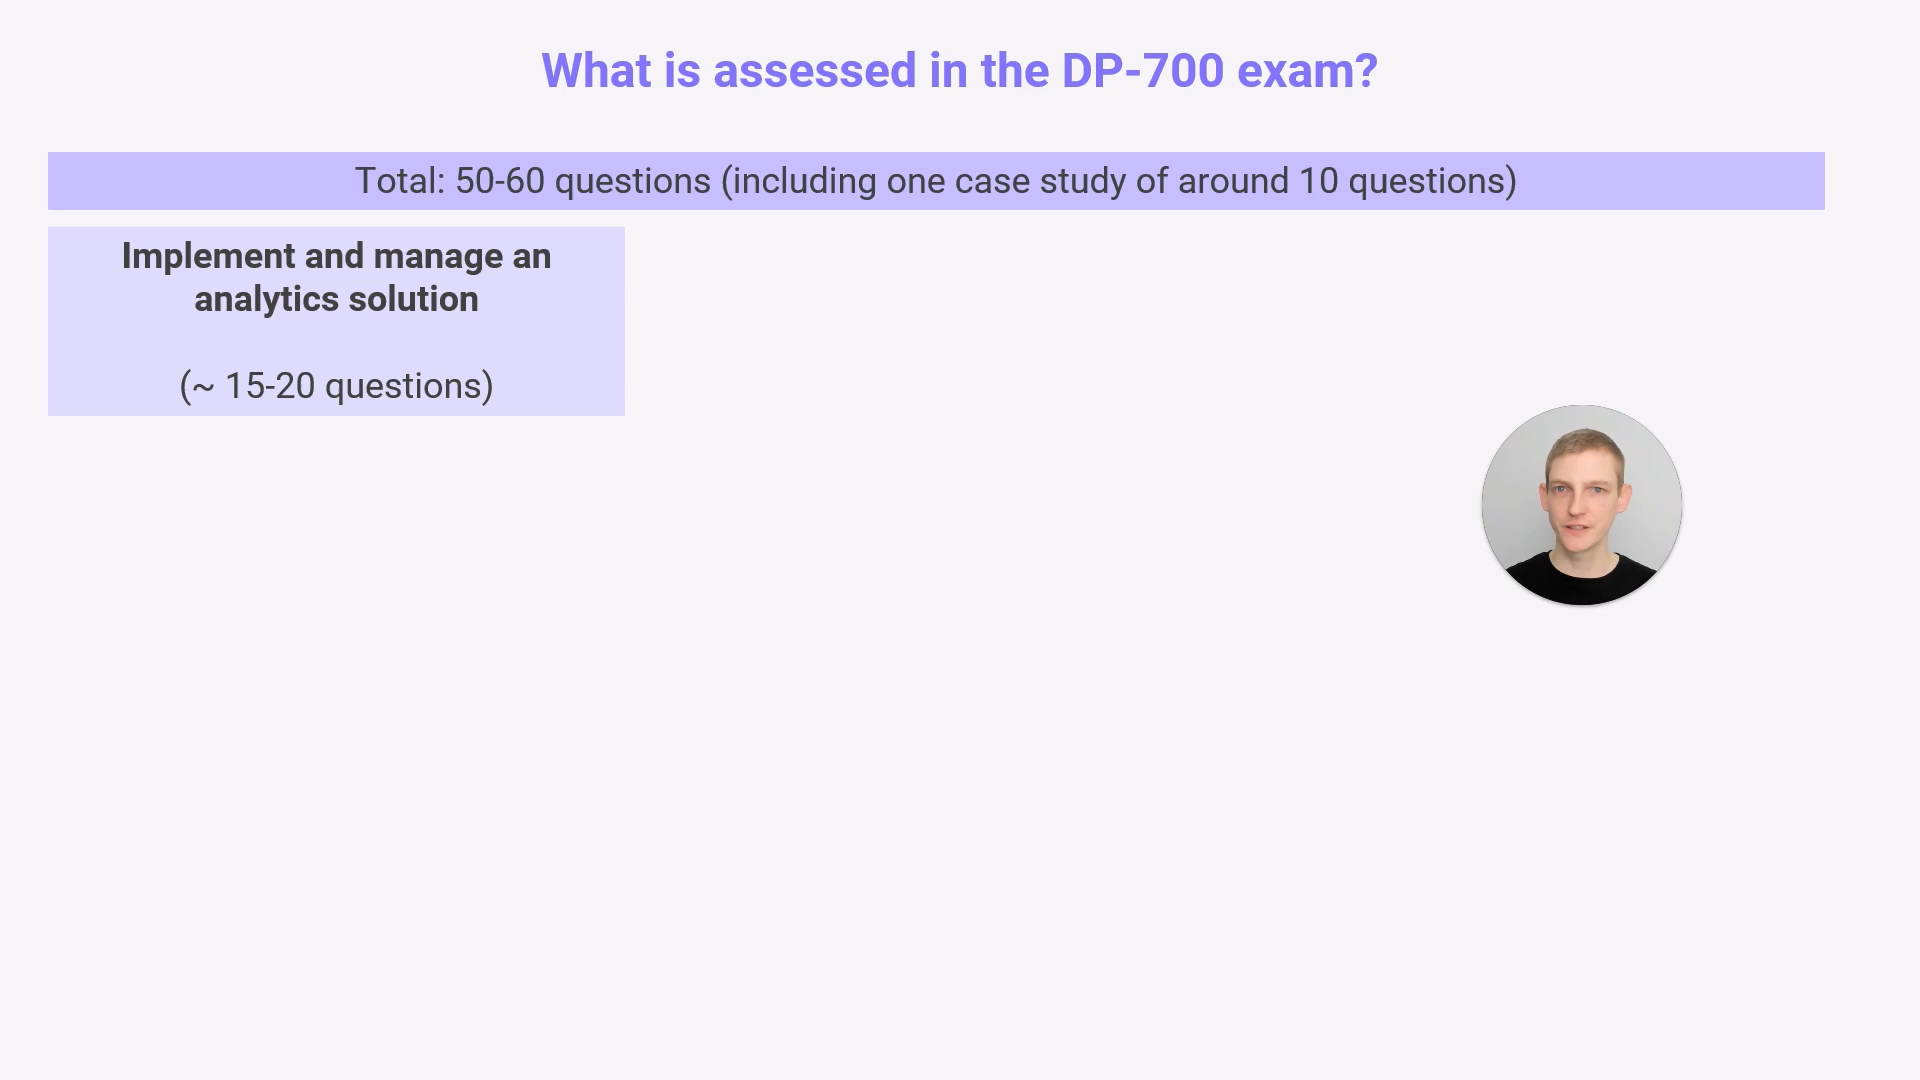 What is assessed in the DP-700 exam?
Total: 50-60 questions (including one case study of around 10 questions)
Implement and manage an
analytics solution
(~ 15-20 questions)